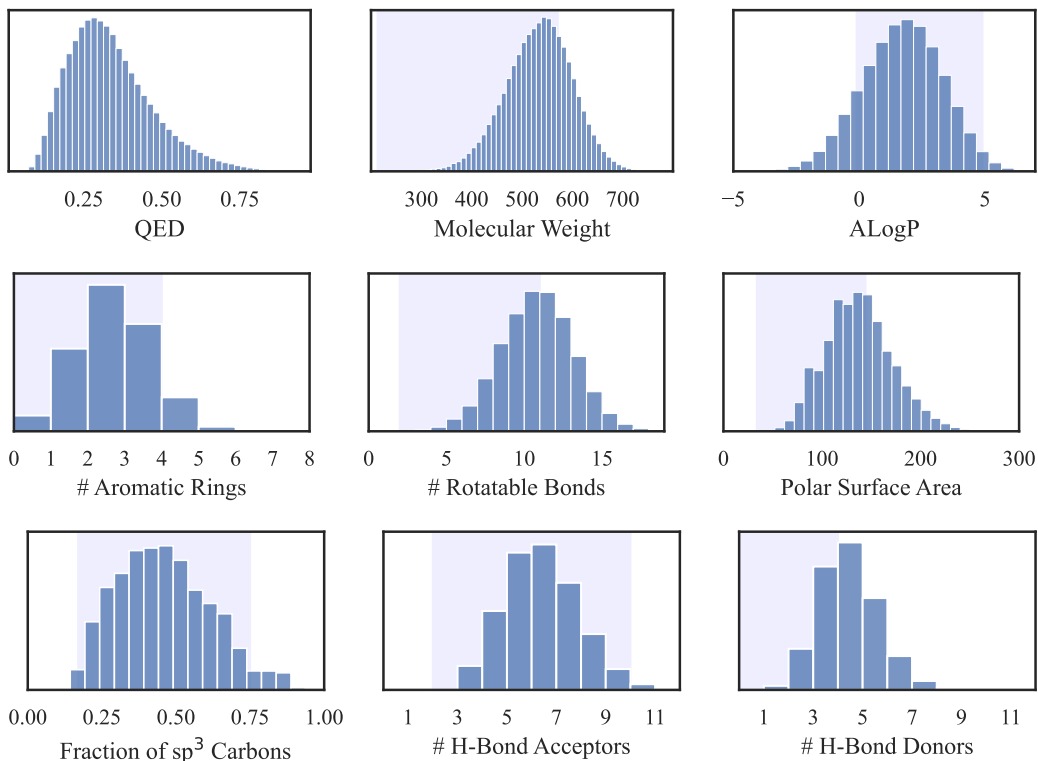 0.25 0.50 0.75
QED
300 400 500 600 700
Molecular Weight
−5 0 5
ALogP
0 1 2 3 4 5 6 7 8
# Aromatic Rings
0 5 10 15
# Rotatable Bonds
0 100 200 300
Polar Surface Area
0.00 0.25 0.50 0.75 1.00
Fraction of sp³ Carbons
1 3 5 7 9 11
# H-Bond Acceptors
1 3 5 7 9 11
# H-Bond Donors